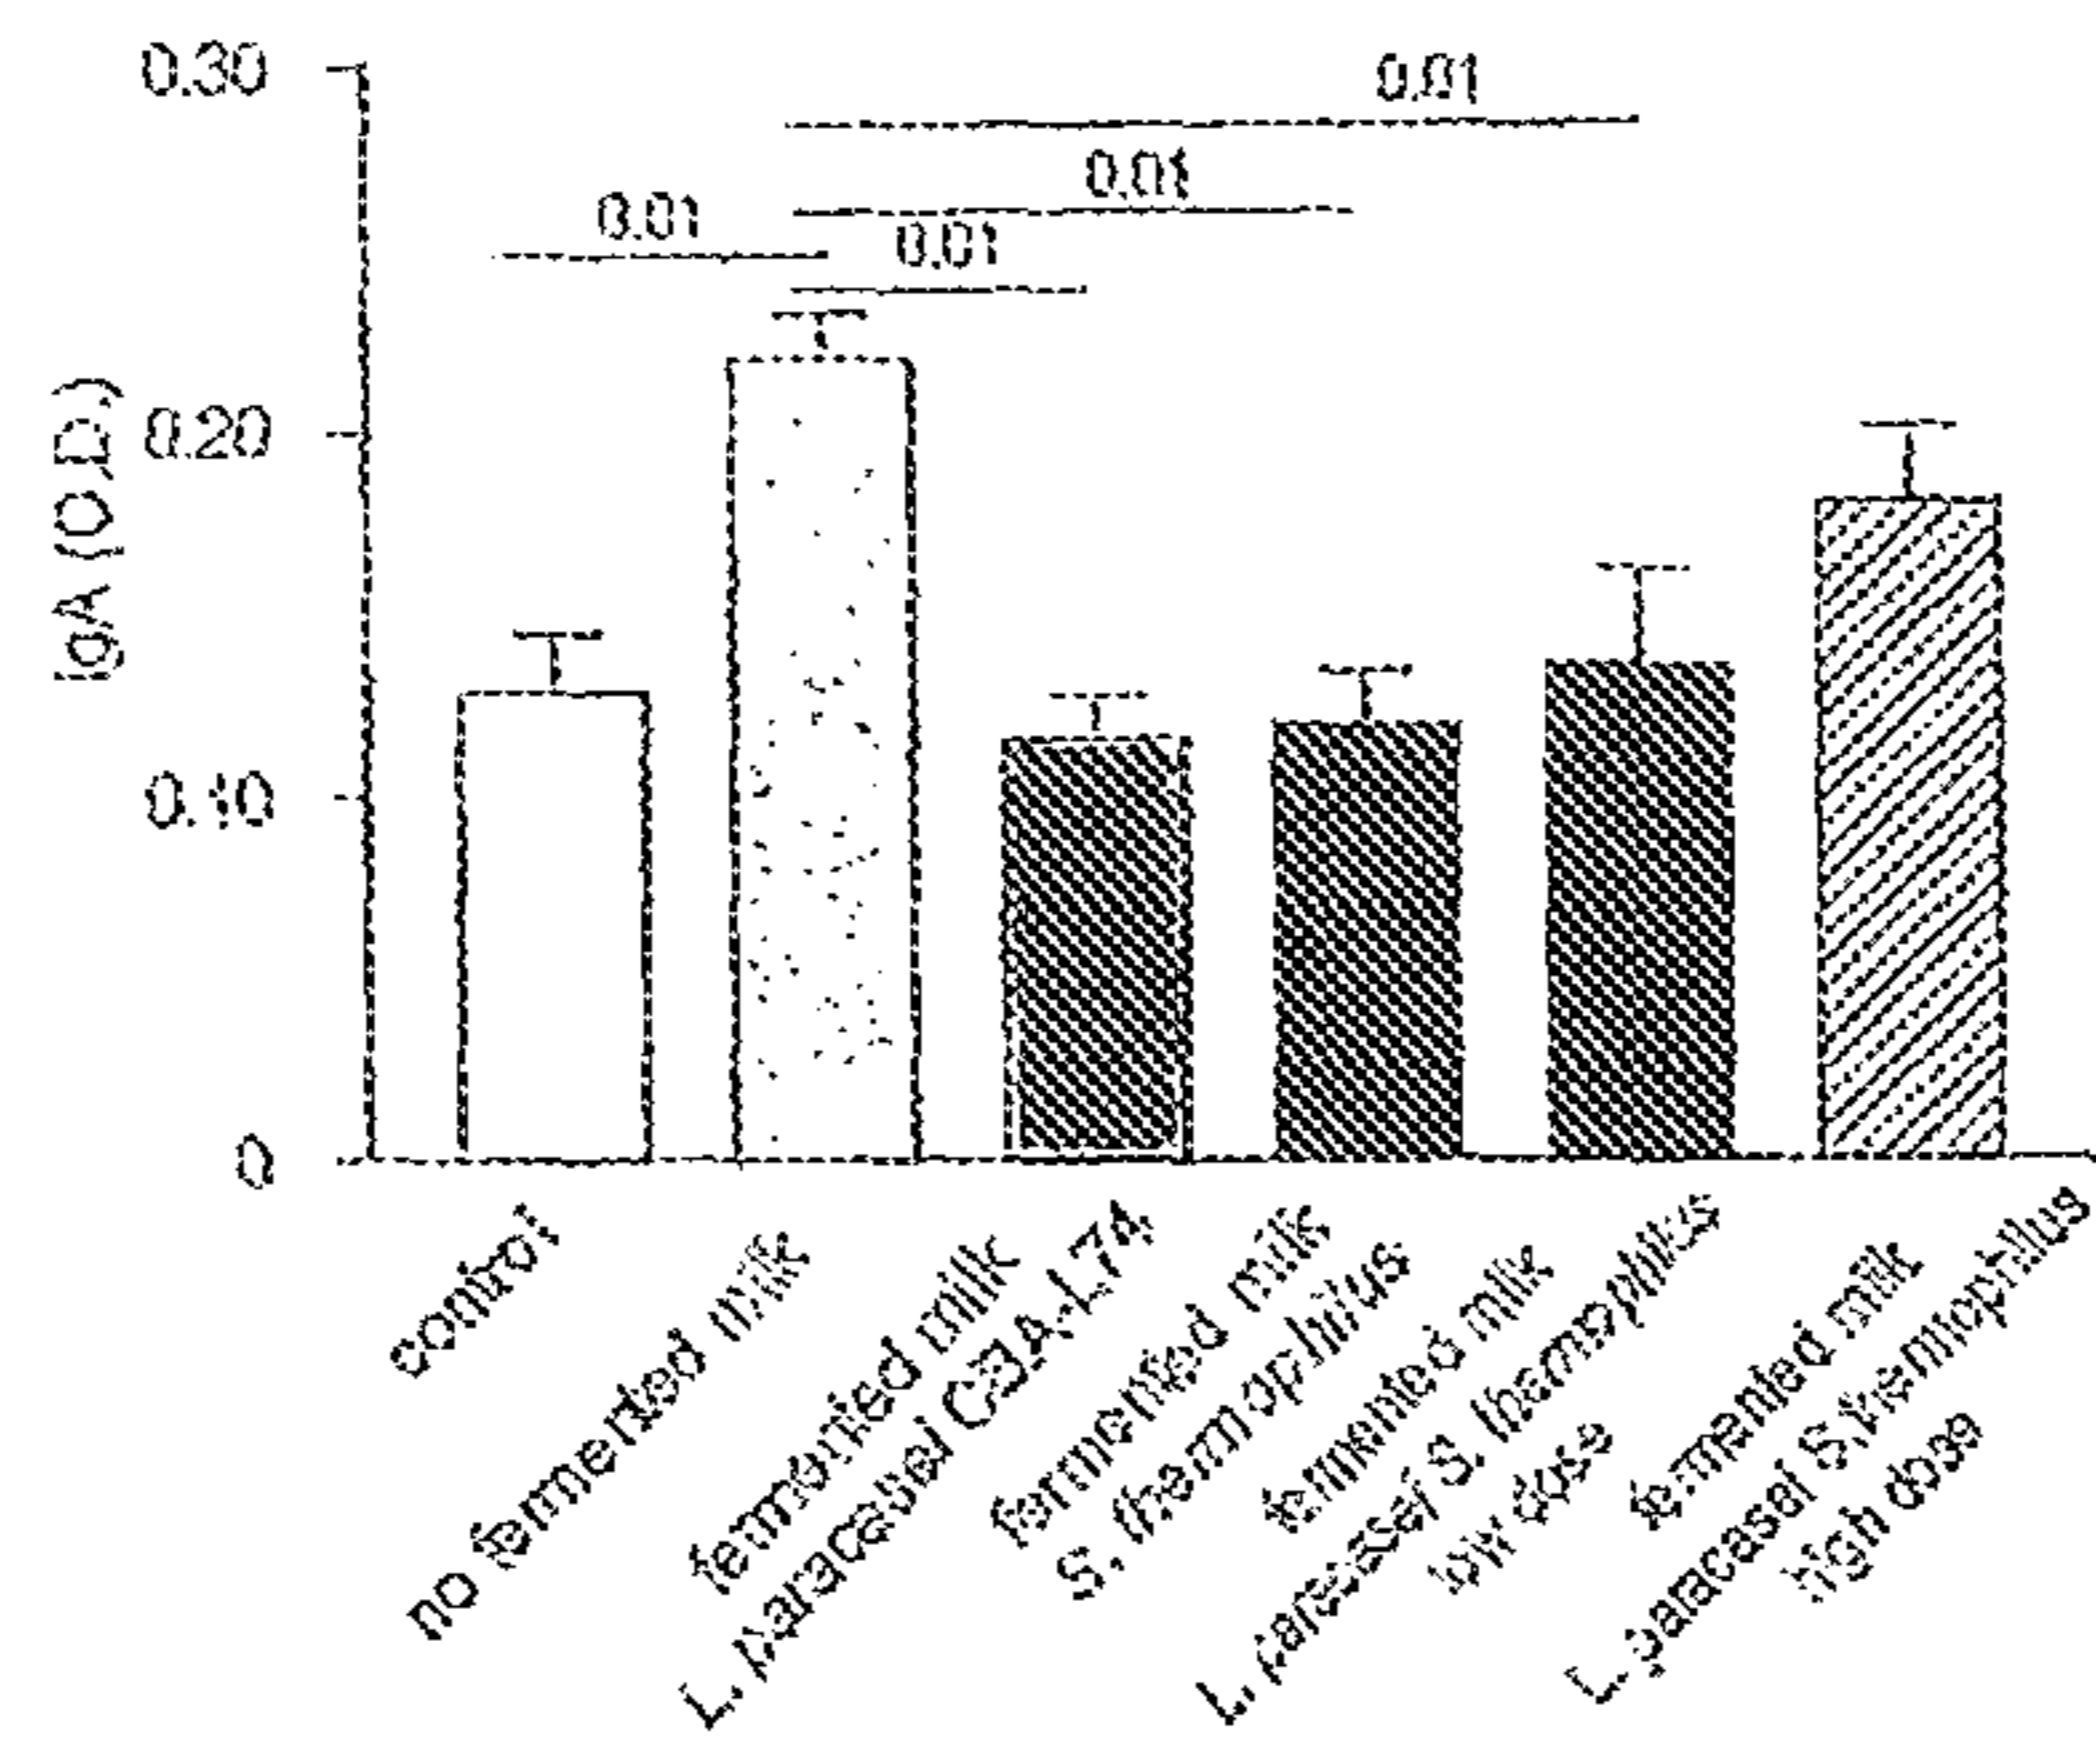 0.30
0.01
0.01
0.01
0.01
IgA (O.D.)
0.20
0.10
0
control
no fermented milk
fermented milk
L. paracasei CBA-L74
fermented milk
S. thermophilus
fermented milk
L. paracasei S. thermophilus
low dose
fermented milk
L. paracasei S. thermophilus
high dose